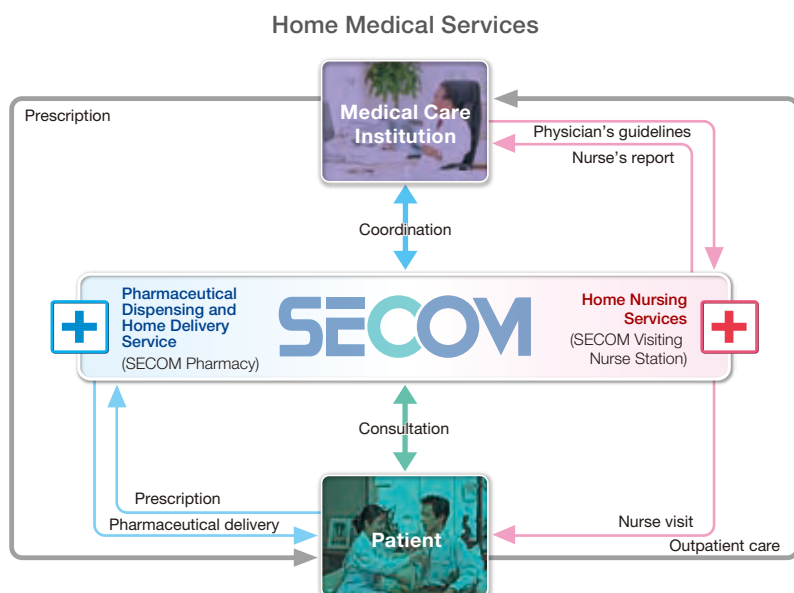 Home Medical Services
Prescription
Medical Care
Institution
Physician's guidelines
Nurse's report
Coordination
Pharmaceutical
Dispensing and
Home Delivery
Service
(SECOM Pharmacy)
SECOM
Home Nursing
Services
(SECOM Visiting
Nurse Station)
Consultation
Prescription
Pharmaceutical delivery
Patient
Nurse visit
Outpatient care